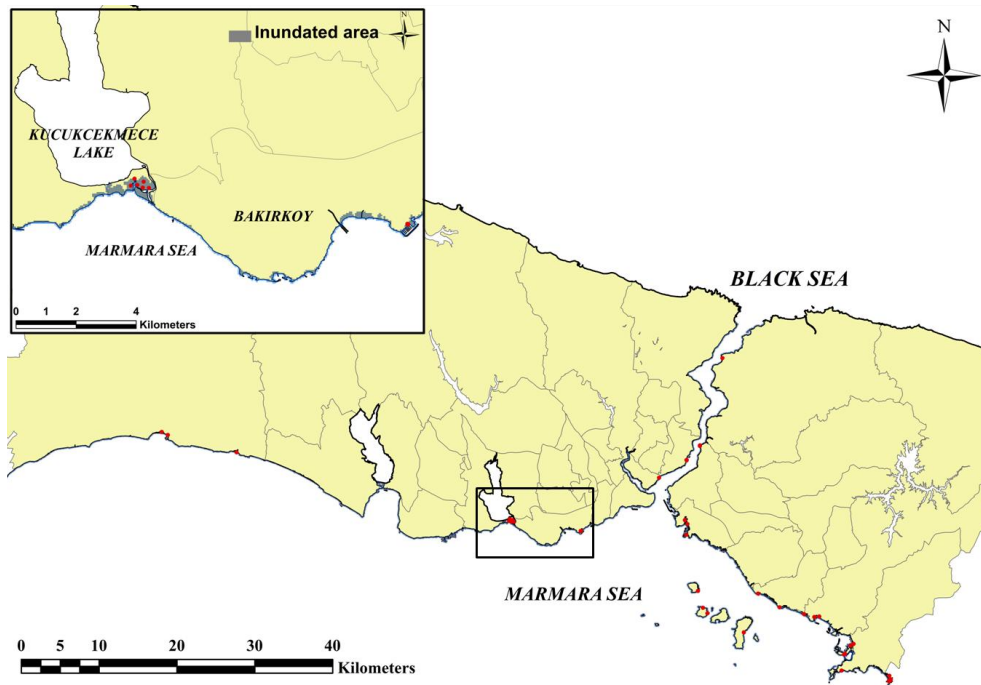 N
Inundated area
KUCUKCEKMECE
LAKE
BAKIRKOY
MARMARA SEA
0 1 2 4
Kilometers
N
BLACK SEA
MARMARA SEA
0 5 10 20 30 40
Kilometers